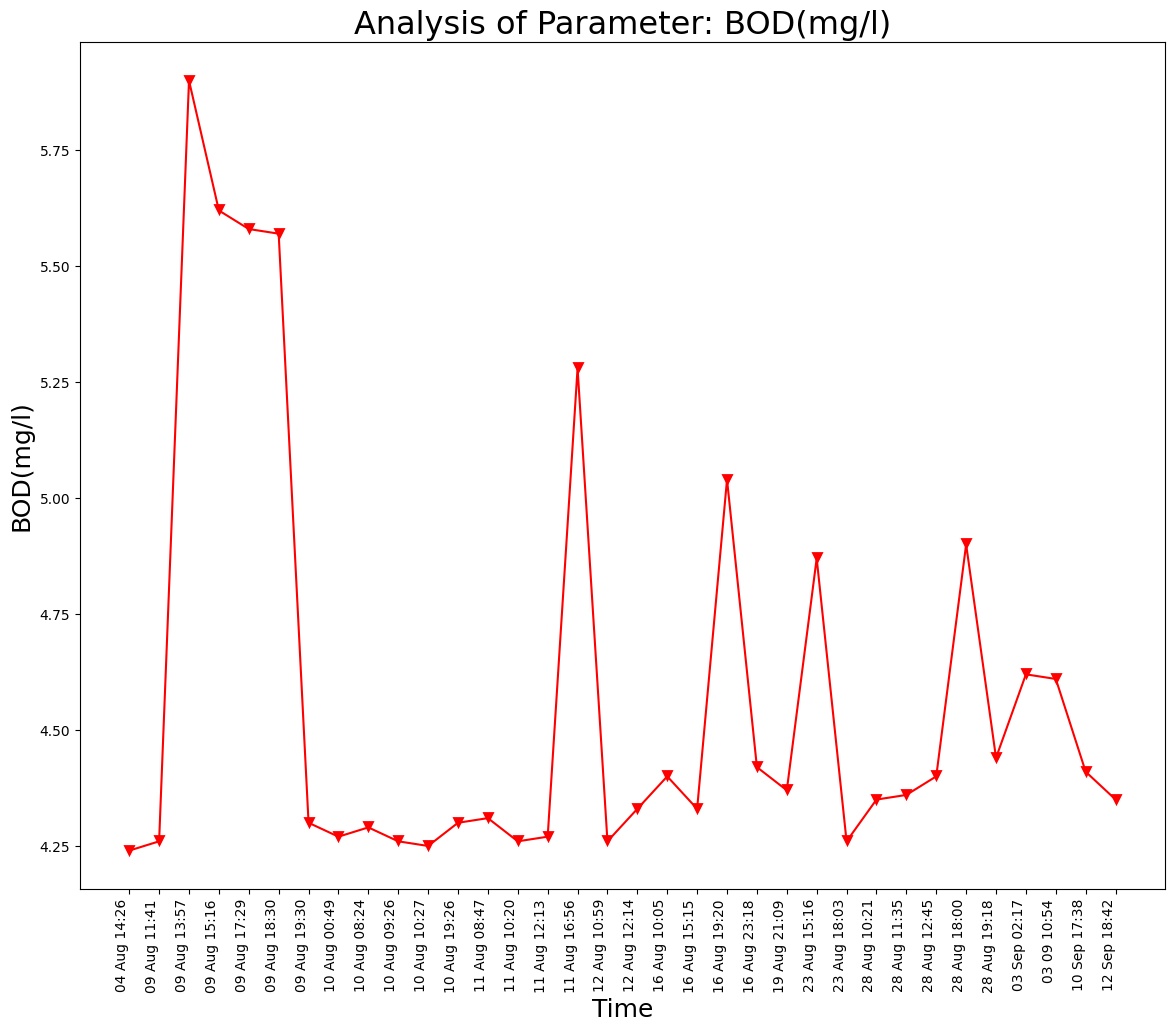 Analysis of Parameter: BOD(mg/l)
BOD(mg/l)
5.75
5.50
5.25
5.00
4.75
4.50
4.25
04 Aug 14:26
09 Aug 11:41
09 Aug 13:57
09 Aug 15:16
09 Aug 17:29
09 Aug 18:30
09 Aug 19:30
10 Aug 00:49
10 Aug 08:24
10 Aug 09:26
10 Aug 10:27
10 Aug 19:26
11 Aug 08:47
11 Aug 10:20
11 Aug 12:13
11 Aug 16:56
12 Aug 10:59
12 Aug 12:14
16 Aug 10:05
16 Aug 15:15
16 Aug 19:20
16 Aug 23:18
19 Aug 21:09
23 Aug 15:16
23 Aug 18:03
28 Aug 10:21
28 Aug 11:35
28 Aug 12:45
28 Aug 18:00
28 Aug 19:18
03 Sep 02:17
03 09 10:54
10 Sep 17:38
12 Sep 18:42
Time